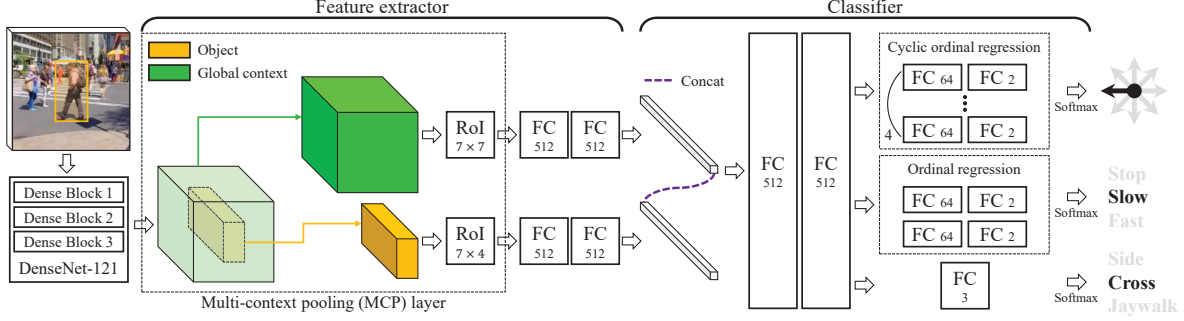 Feature extractor
Classifier
Object
Global context
Dense Block 1
Dense Block 2
Dense Block 3
DenseNet-121
RoI
7 × 7
FC
512
FC
512
RoI
7 × 4
FC
512
FC
512
Multi-context pooling (MCP) layer
Concat
FC
512
FC
512
Cyclic ordinal regression
FC 64
FC 2
4
FC 64
FC 2
Softmax
Ordinal regression
FC 64
FC 2
FC 64
FC 2
Softmax
Stop
Slow
Fast
FC
3
Softmax
Side
Cross
Jaywalk